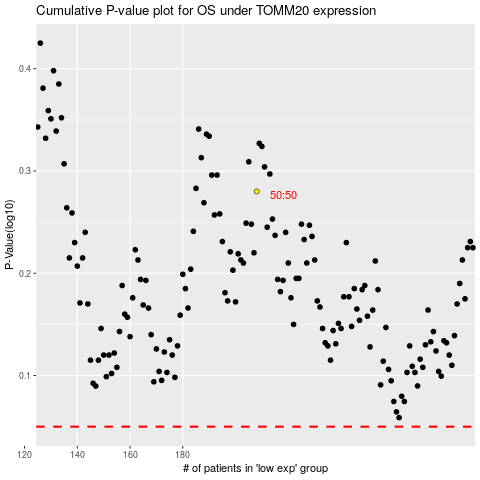 Cumulative P-value plot for OS under TOMM20 expression
P-Value(log10)
0.4
0.3
0.2
0.1
50:50
120 140 160 180
# of patients in 'low exp' group